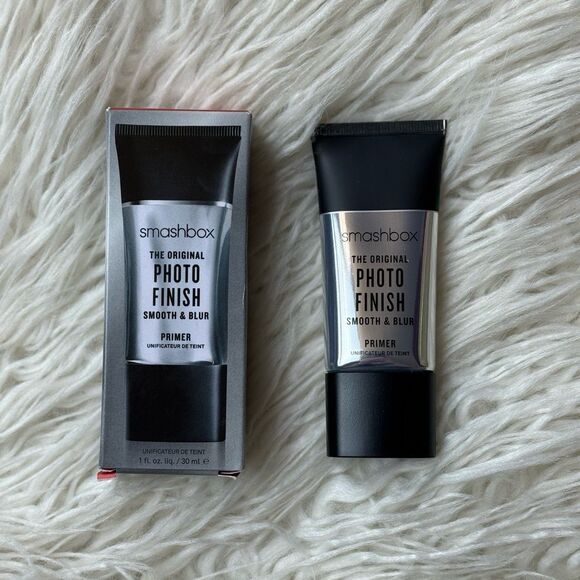 smashbox
THE ORIGINAL
PHOTO
FINISH
SMOOTH & BLUR
PRIMER
UNIFICATEUR DE TEINT
UNIFICATEUR DE TEINT
1 fl. oz. liq. / 30 ml ℮
smashbox
THE ORIGINAL
PHOTO
FINISH
SMOOTH & BLUR
PRIMER
UNIFICATEUR DE TEINT